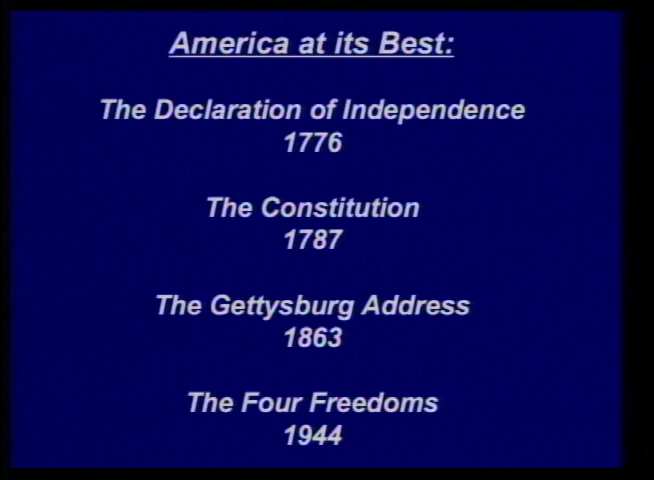 America at its Best:
The Declaration of Independence
1776
The Constitution
1787
The Gettysburg Address
1863
The Four Freedoms
1944